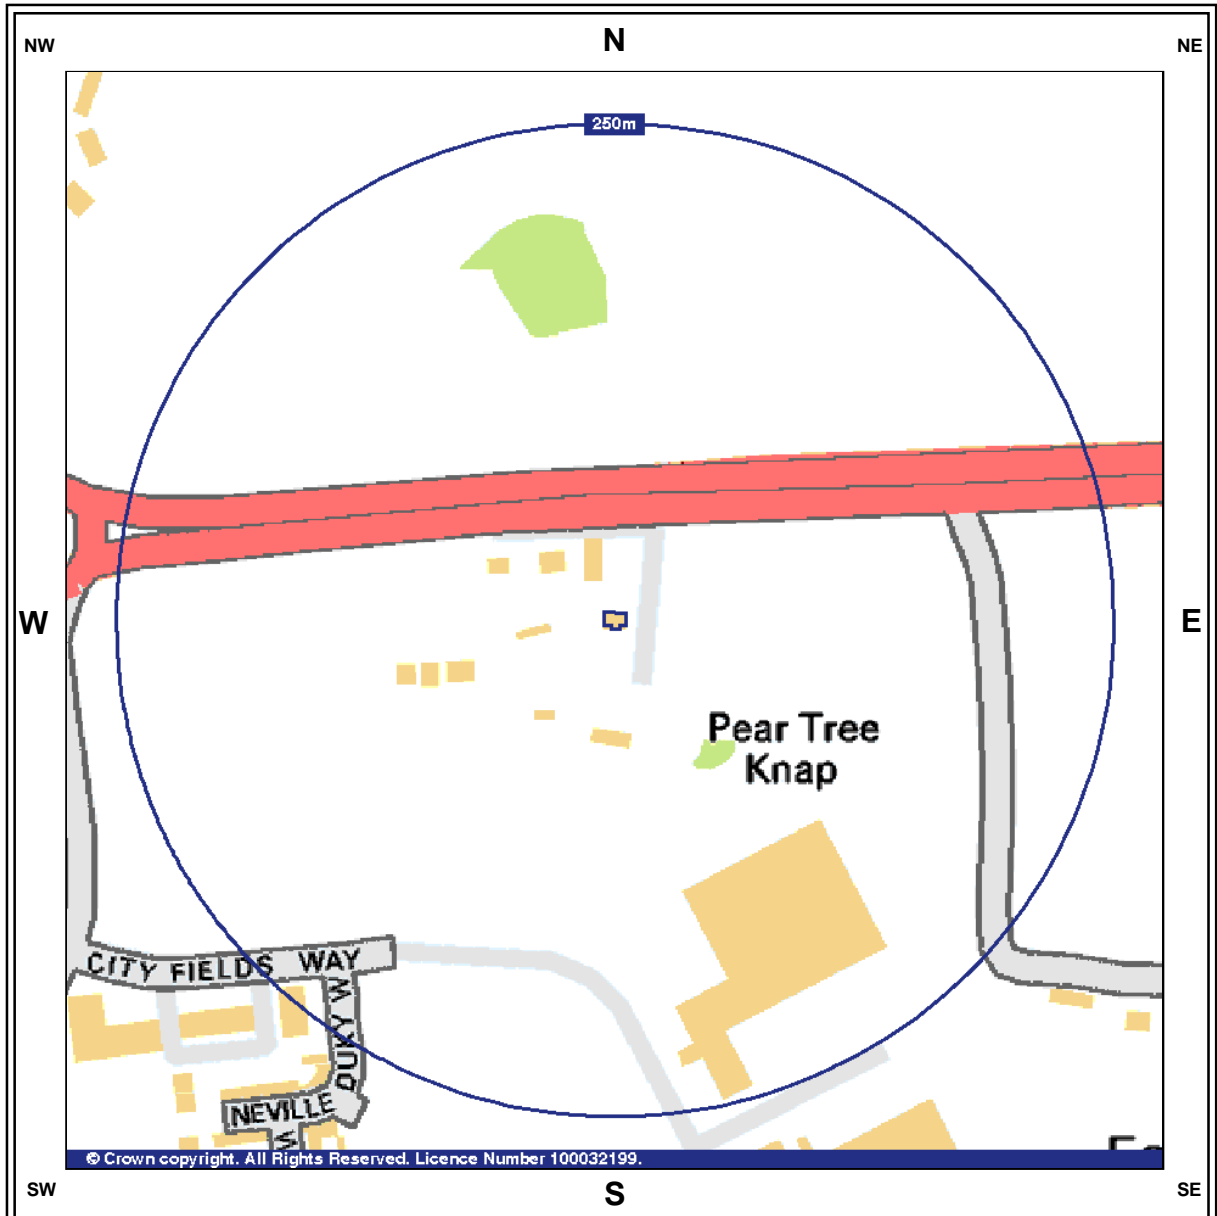 N
NW
NE
250m
W
E
Pear Tree
Knap
CITY FIELDS WAY
DUKY W
NEVILLE
W
© Crown copyright. All Rights Reserved. Licence Number 100032199.
SW
S
SE